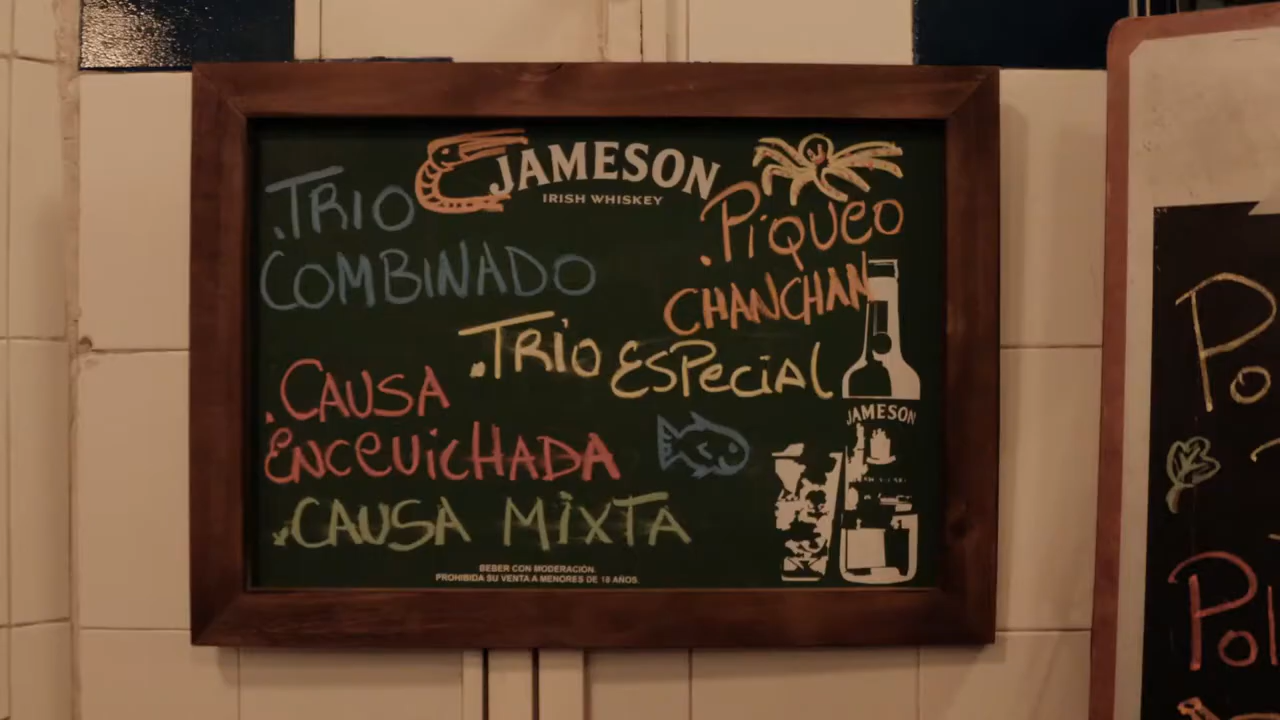 JAMESON
IRISH WHISKEY
.TRIO
COMBINADO
.PIQUEO
CHANCHAN
.TRIO ESPECIAL
.CAUSA
ENCEVICHADA
.CAUSA MIXTA
JAMESON
BEBER CON MODERACIÓN.
PROHIBIDA SU VENTA A MENORES DE 18 AÑOS.